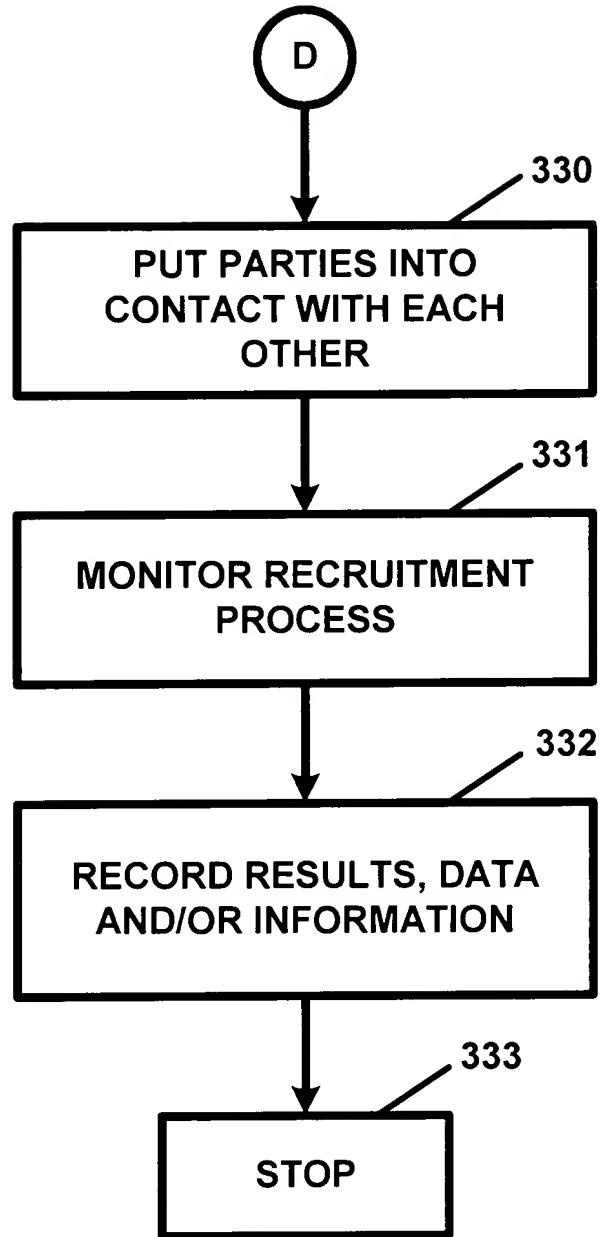 D
330
PUT PARTIES INTO
CONTACT WITH EACH
OTHER
331
MONITOR RECRUITMENT
PROCESS
332
RECORD RESULTS, DATA
AND/OR INFORMATION
333
STOP